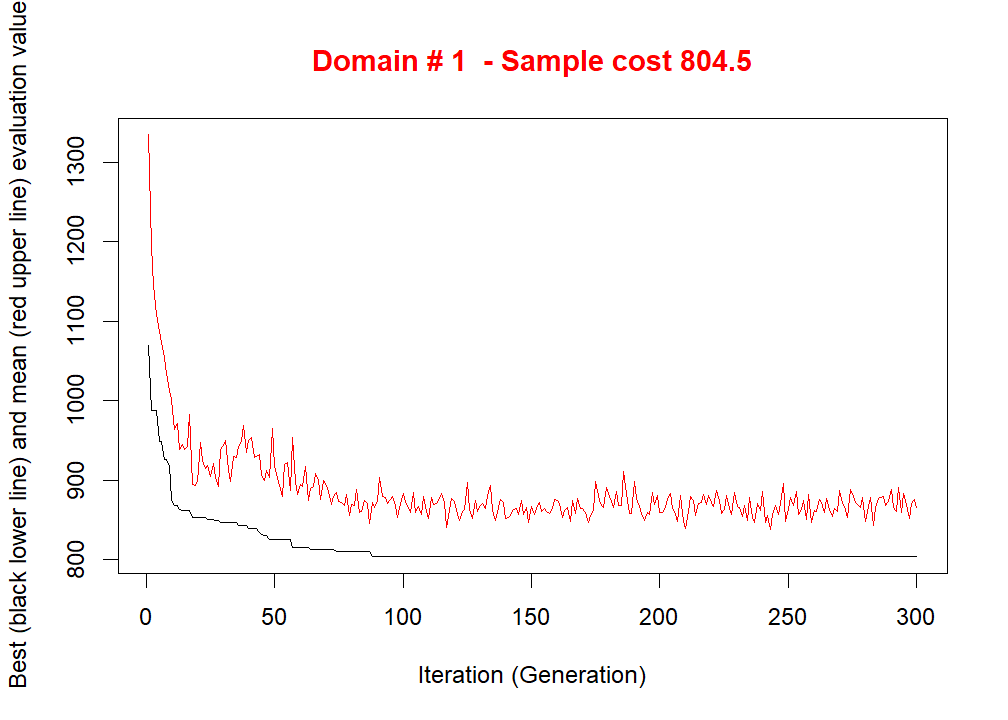 Domain # 1  - Sample cost 804.5
Best (black lower line) and mean (red upper line) evaluation value
1300
1200
1100
1000
900
800
0 50 100 150 200 250 300
Iteration (Generation)